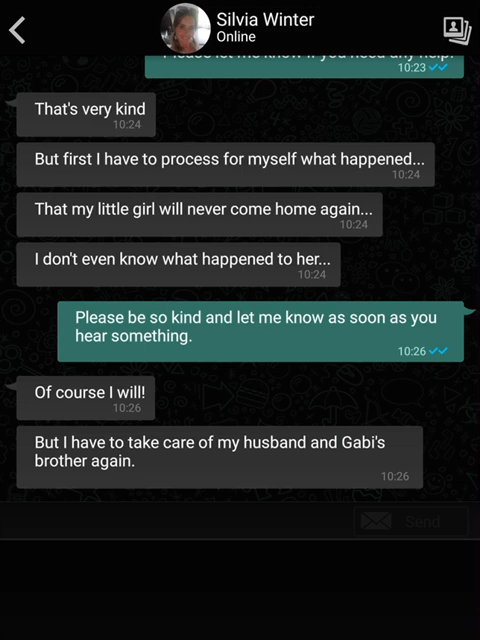 Silvia Winter
Online
Please let me know if you need any help!
10:23
That's very kind
10:24
But first I have to process for myself what happened...
10:24
That my little girl will never come home again...
10:24
I don't even know what happened to her...
10:24
Please be so kind and let me know as soon as you
hear something.
10:26
Of course I will!
10:26
But I have to take care of my husband and Gabi's
brother again.
10:26
Send